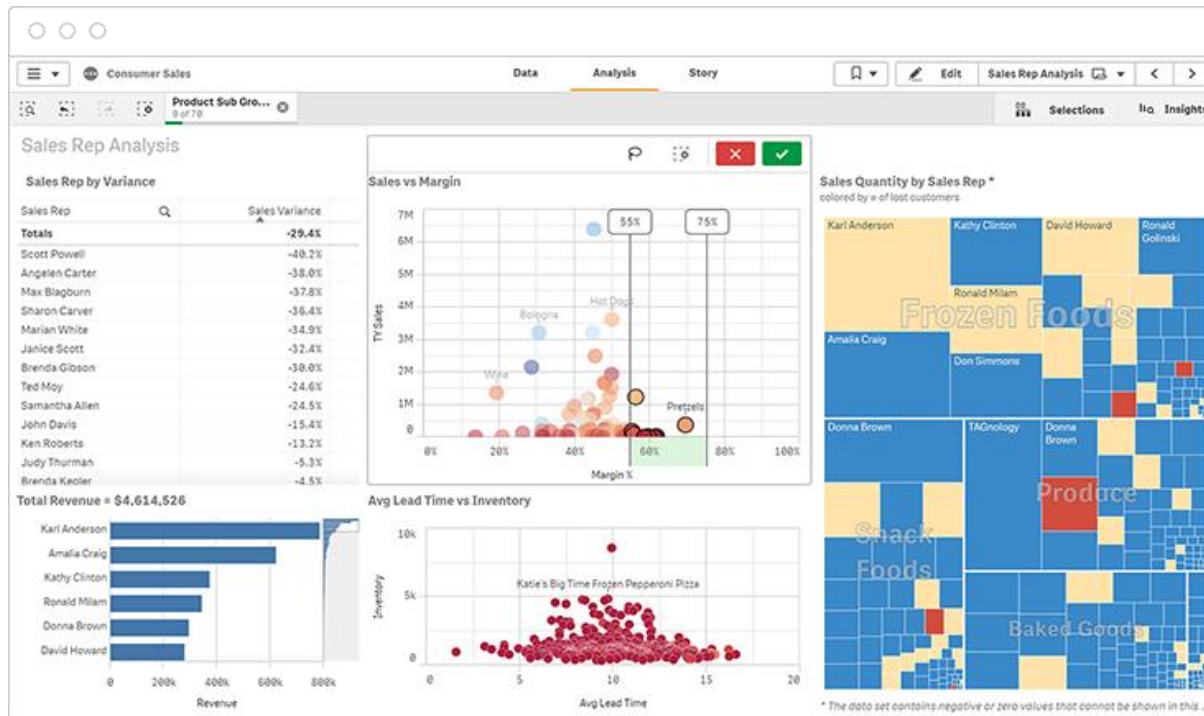 Consumer Sales
Data
Analysis
Story
Edit
Sales Rep Analysis
Product Sub Gro...
9 of 70
Selections
Insights
Sales Rep Analysis
Sales Rep by Variance
Sales Rep Sales Variance
Totals -29.4%
Scott Powell -40.2%
Angelen Carter -38.0%
Max Blagburn -37.8%
Sharon Carver -36.4%
Marian White -34.9%
Janice Scott -32.4%
Brenda Gibson -30.0%
Ted Moy -24.6%
Samantha Allen -24.5%
John Davis -15.4%
Ken Roberts -13.2%
Judy Thurman -5.3%
Brenda Kepler -4.5%
Sales vs Margin
55% 75%
7M
6M
5M
4M
3M
2M
1M
0
TY Sales
Hot Dogs
Bologna
Wine
Pretzels
0% 20% 40% 60% 80% 100%
Margin %
Sales Quantity by Sales Rep *
colored by # of lost customers
Karl Anderson
Kathy Clinton
David Howard
Ronald
Golinski
Ronald Milam
Frozen Foods
Amalia Craig
Don Simmons
Donna Brown
TAGnology
Donna
Brown
Produce
Snack
Foods
Baked Goods
* The data set contains negative or zero values that cannot be shown in this
Total Revenue = $4,614,526
Karl Anderson
Amalia Craig
Kathy Clinton
Ronald Milam
Donna Brown
David Howard
0 200k 400k 600k 800k
Revenue
Avg Lead Time vs Inventory
10k
5k
0
Inventory
Katie's Big Time Frozen Pepperoni Pizza
0 5 10 15 20
Avg Lead Time